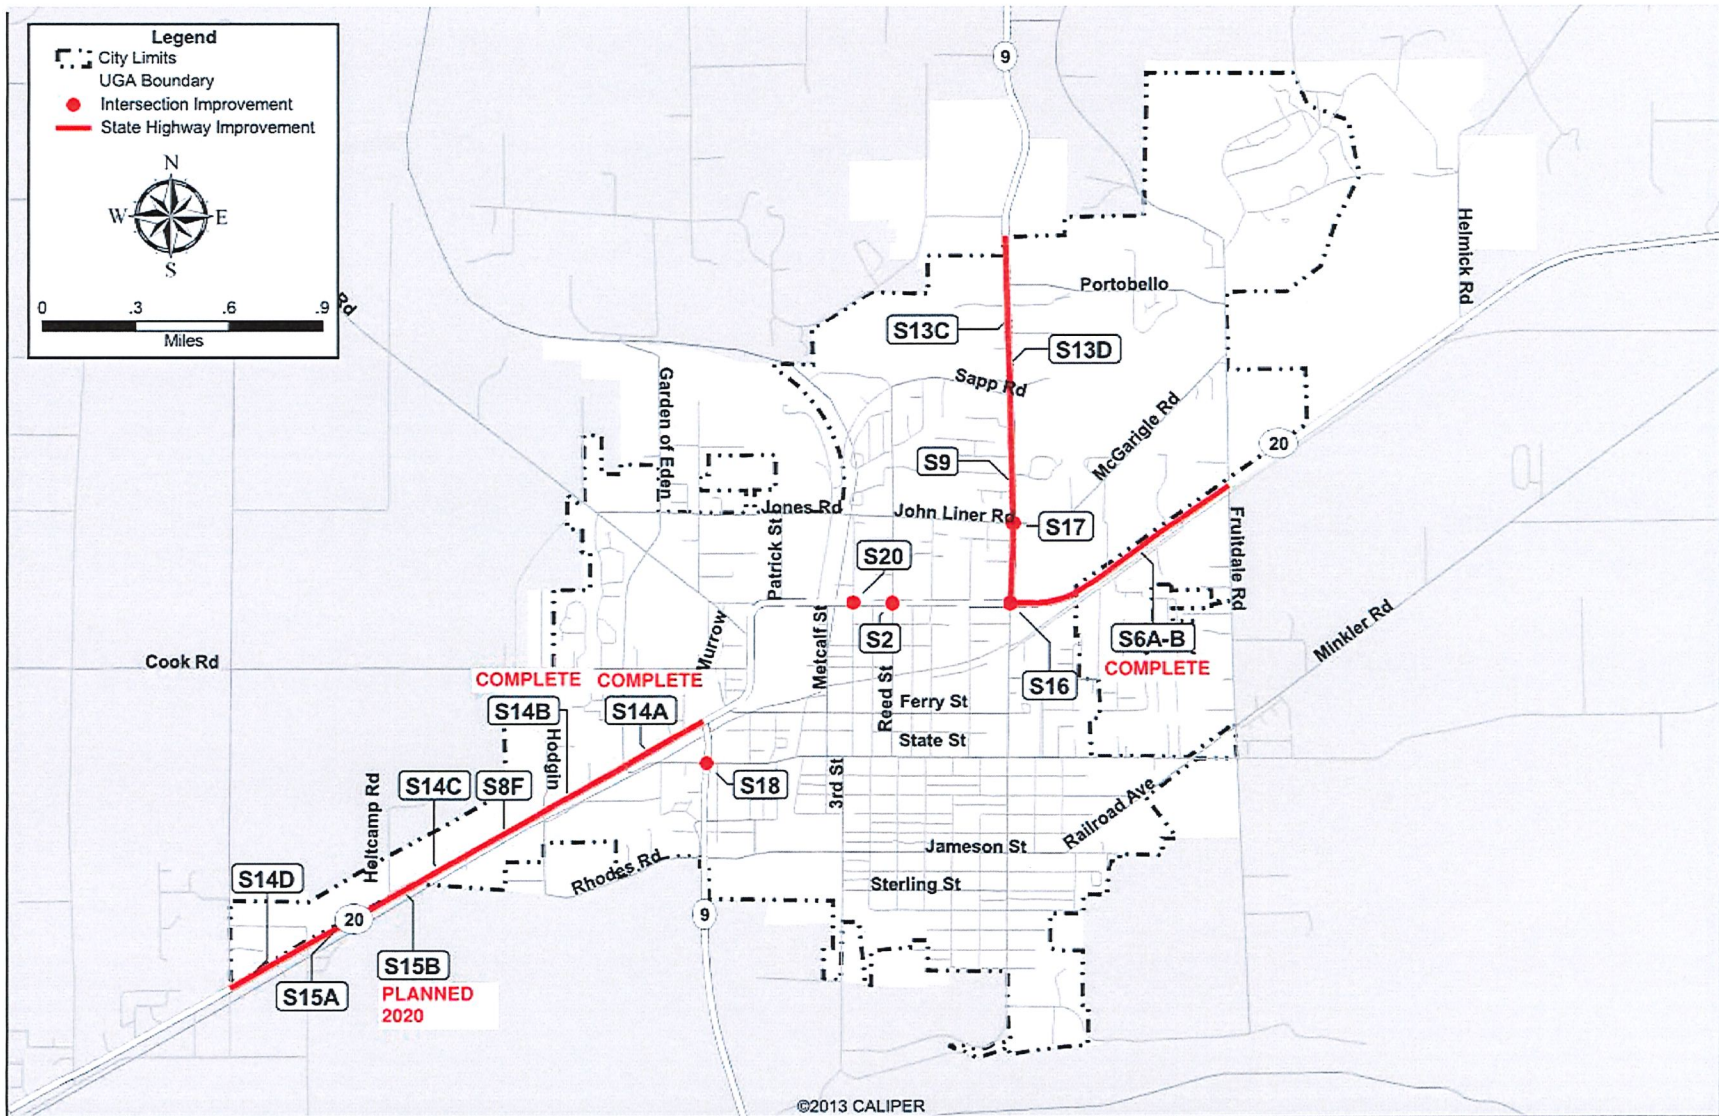 Legend
City Limits
UGA Boundary
Intersection Improvement
State Highway Improvement
N
W E
S
0 .3 .6 .9
Miles
Rd
9
Helmick Rd
Portobello
S13C
S13D
Sapp Rd
Garden of Eden
McGarigle Rd
20
S9
Jones Rd
John Liner Rd
S17
Patrick St
Fruitdale Rd
S20
S2
Metcalf St
Murrow
S6A-B
COMPLETE
Minkler Rd
Cook Rd
COMPLETE
COMPLETE
S14B
S14A
S16
Reed St
Ferry St
State St
Hodgin
S18
3rd St
S14C
S8F
Heltcamp Rd
Railroad Ave
Jameson St
Rhodes Rd
Sterling St
S14D
20
9
S15B
PLANNED
2020
S15A
©2013 CALIPER